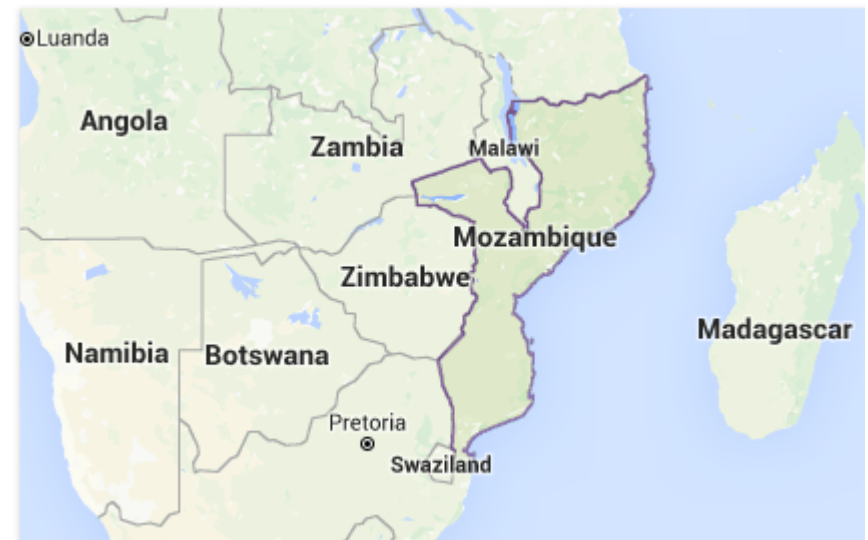 Luanda
Angola
Zambia
Malawi
Mozambique
Zimbabwe
Madagascar
Namibia
Botswana
Pretoria
Swaziland